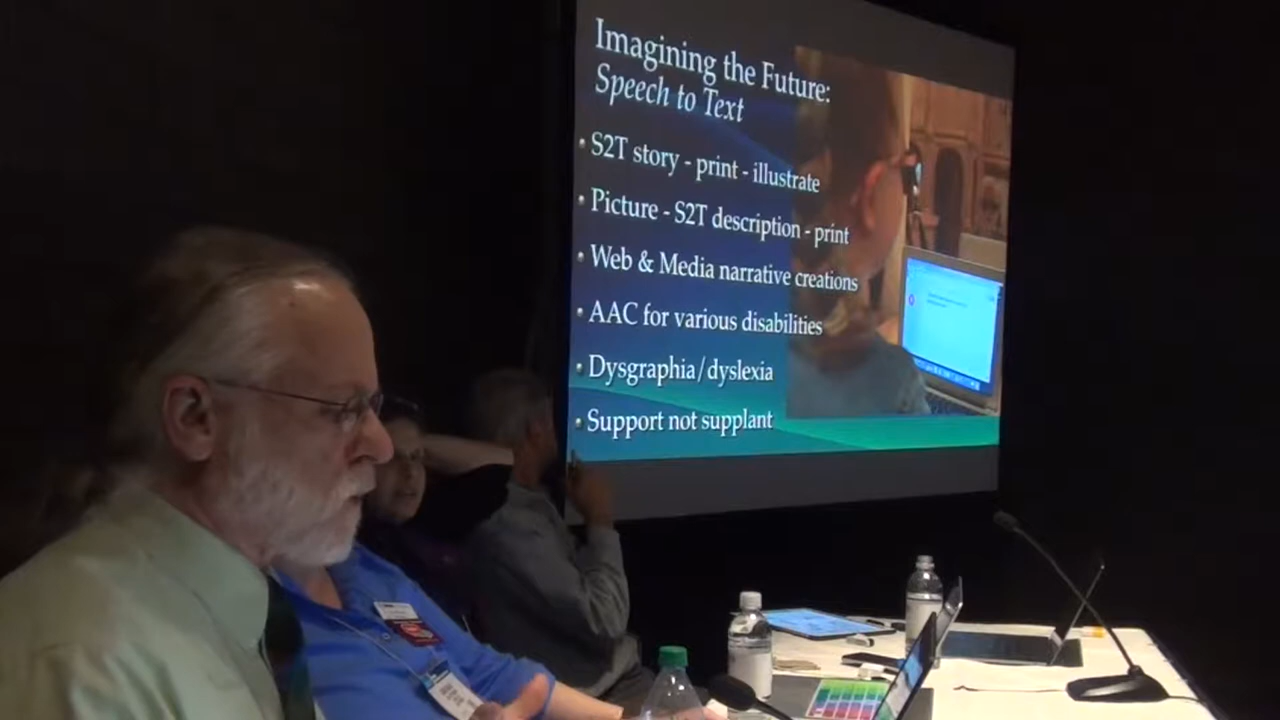 Imagining the Future:
Speech to Text
• S2T story - print - illustrate
• Picture - S2T description - print
• Web & Media narrative creations
• AAC for various disabilities
• Dysgraphia/dyslexia
• Support not supplant